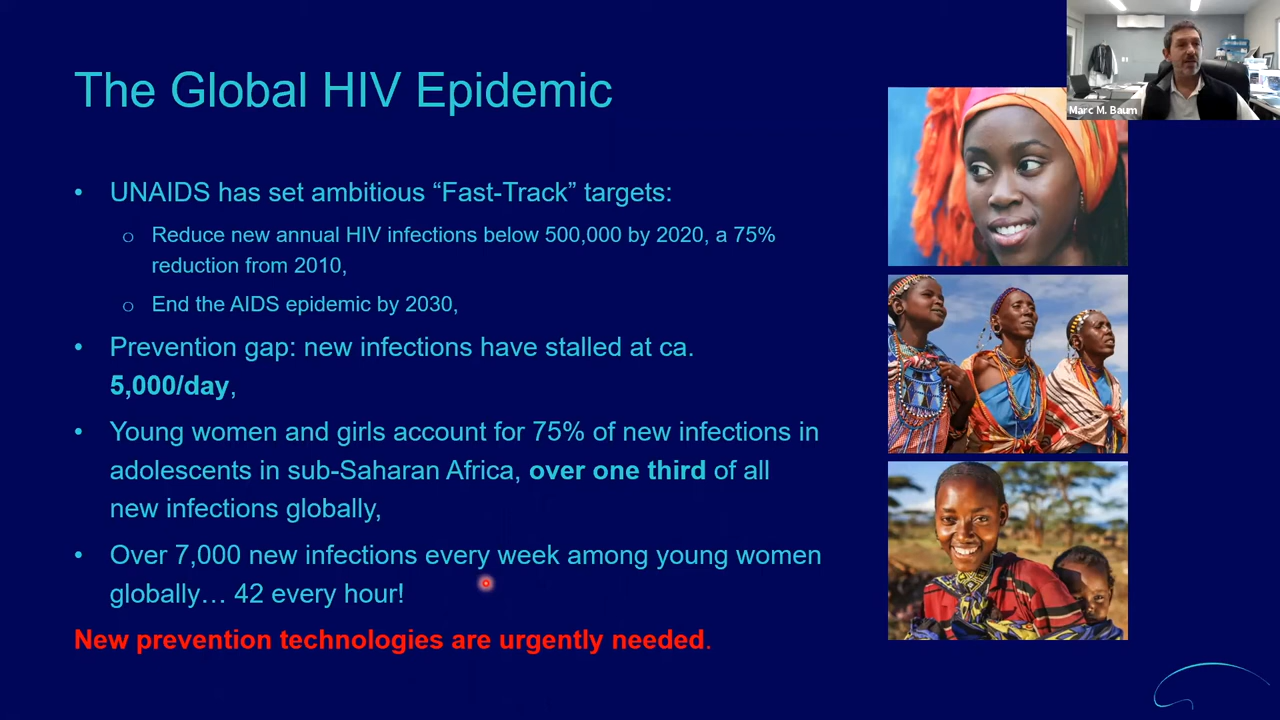 Marc M. Baum
The Global HIV Epidemic
• UNAIDS has set ambitious “Fast-Track” targets:
o Reduce new annual HIV infections below 500,000 by 2020, a 75%
reduction from 2010,
o End the AIDS epidemic by 2030,
• Prevention gap: new infections have stalled at ca.
5,000/day,
• Young women and girls account for 75% of new infections in
adolescents in sub-Saharan Africa, over one third of all
new infections globally,
• Over 7,000 new infections every week among young women
globally… 42 every hour!
New prevention technologies are urgently needed.